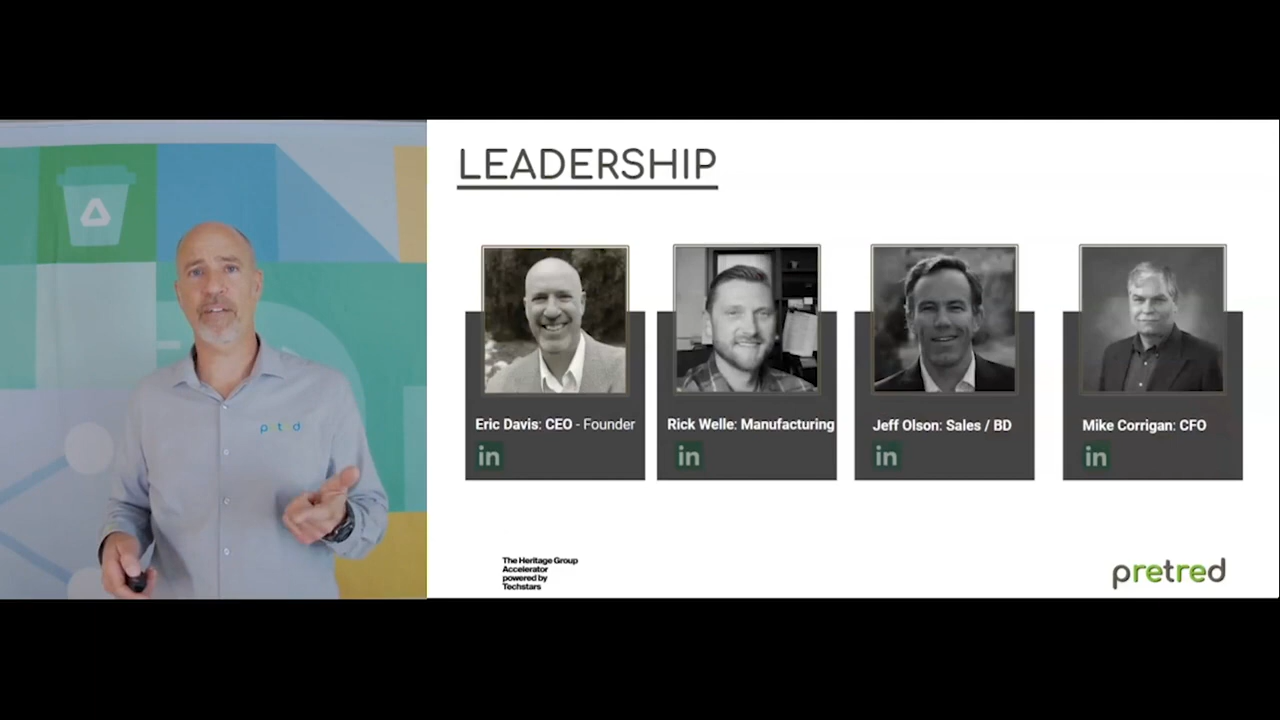 LEADERSHIP
Eric Davis: CEO - Founder
Rick Welle: Manufacturing
Jeff Olson: Sales / BD
Mike Corrigan: CFO
in
in
in
in
The Heritage Group
Accelerator
powered by
Techstars
pretred